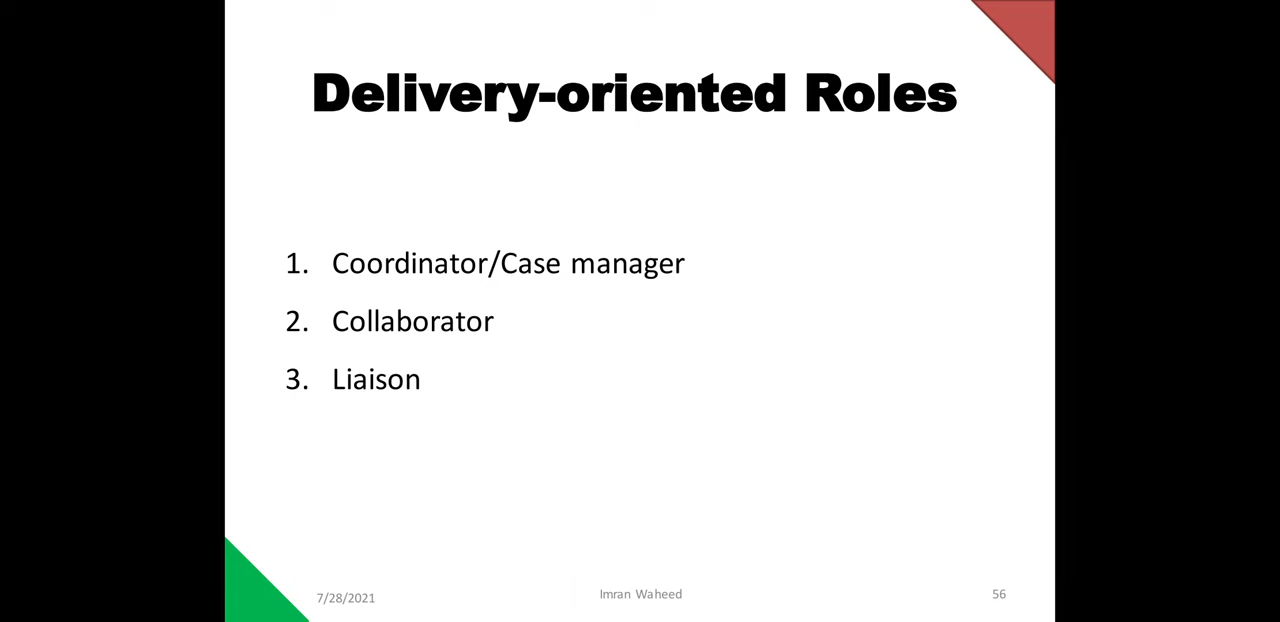 Delivery-oriented Roles
1. Coordinator/Case manager
2. Collaborator
3. Liaison
7/28/2021
Imran Waheed
56